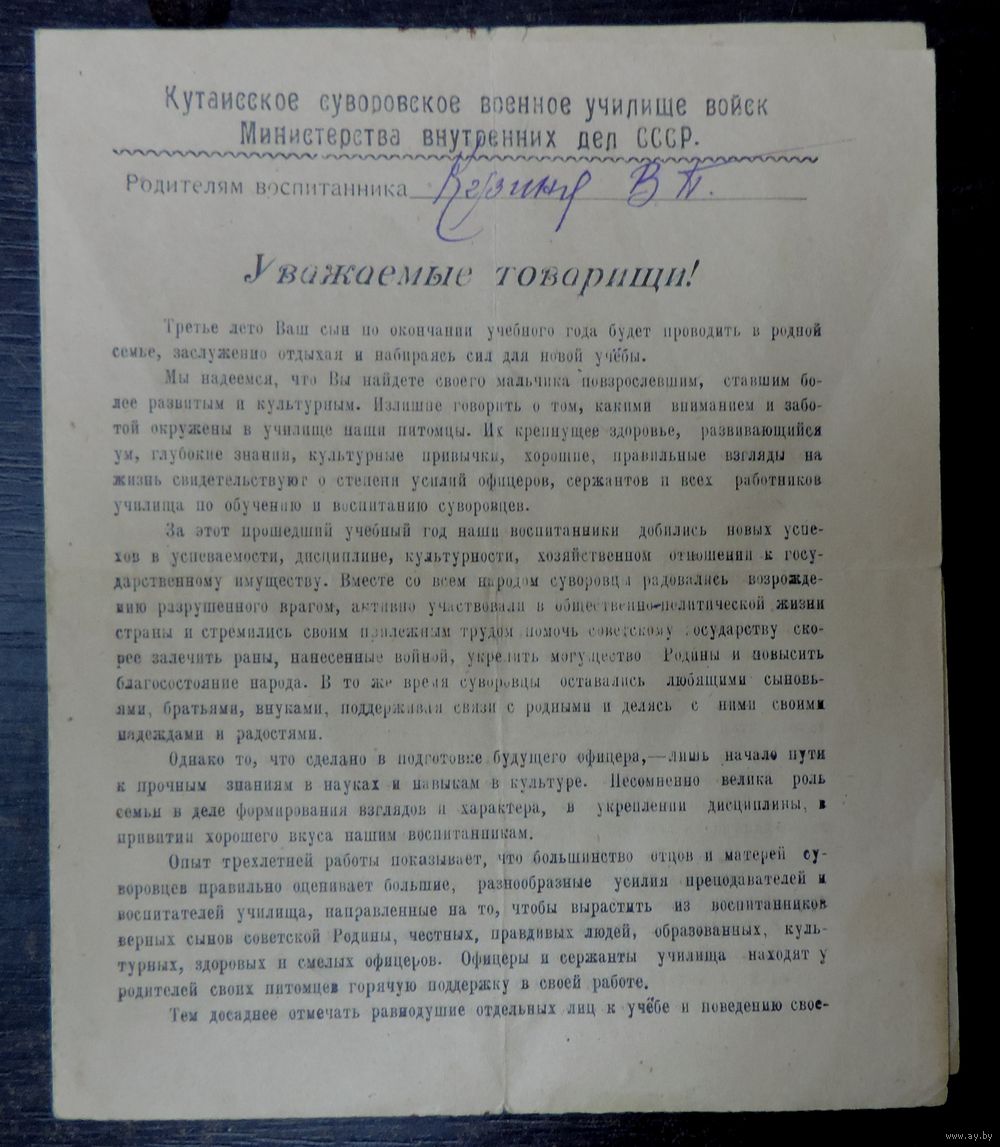 Кутаисское суворовское военное училище войск
Министерства внутренних дел СССР.
Родителям воспитанника В П.
Уважаемые товарищи!
Третье лето Ваш сын по окончании учебного года будет проводить в родной
семье, заслуженно отдыхая и набираясь сил для новой учёбы.
Мы надеемся, что Вы найдете своего мальчика повзрослевшим, ставшим бо-
лее развитым и культурным. Излишне говорить о том, какими вниманием и забо-
той окружены в училище наши питомцы. Их крепнущее здоровье, развивающийся
ум, глубокие знания, культурные привычки, хорошие, правильные взгляды на
жизнь свидетельствуют о степени усилий офицеров, сержантов и всех работников
училища по обучению и воспитанию суворовцев.
За этот прошедший учебный год наши воспитанники добились новых успе-
хов в успеваемости, дисциплине, культурности, хозяйственном отношении к госу-
дарственному имуществу. Вместе со всем народом суворовцы радовались возрожде-
нию разрушенного врагом, активно участвовали в общественно-политической жизни
страны и стремились своим прилежным трудом помочь советскому государству ско-
рее залечить раны, нанесенные войной, укрепить могущество Родины и повысить
благосостояние народа. В то же время суворовцы оставались любящими сыновь-
ями, братьями, внуками, поддерживая связи с родными и делясь с ними своими
надеждами и радостями.
Однако то, что сделано в подготовке будущего офицера,—лишь начало пути
к прочным знаниям в науках и навыкам в культуре. Несомненно велика роль
семьи в деле формирования взглядов и характера, в укреплении дисциплины, в
привитии хорошего вкуса нашим воспитанникам.
Опыт трехлетней работы показывает, что большинство отцов и матерей су-
воровцев правильно оценивает большие, разнообразные усилия преподавателей и
воспитателей училища, направленные на то, чтобы вырастить из воспитанников
верных сынов советской Родины, честных, правдивых людей, образованных, куль-
турных, здоровых и смелых офицеров. Офицеры и сержанты училища находят у
родителей своих питомцев горячую поддержку в своей работе.
Тем досаднее отмечать равнодушие отдельных лиц к учёбе и поведению свое-
www.ay.by